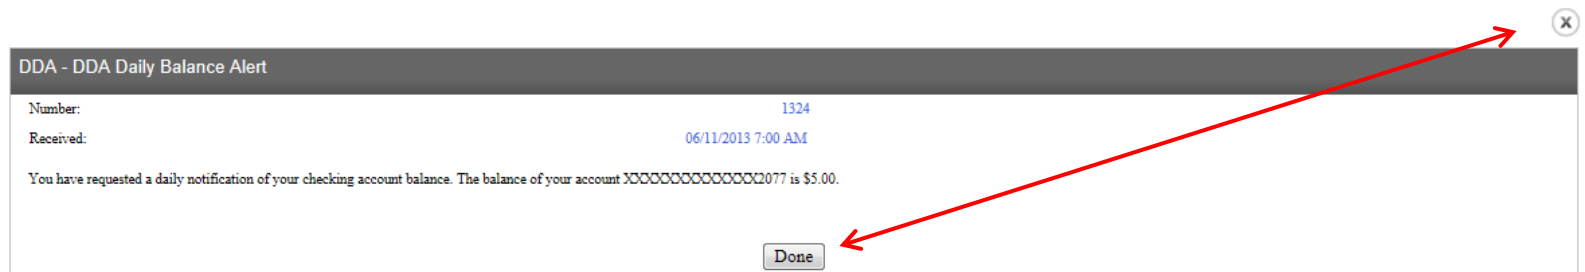 X
DDA - DDA Daily Balance Alert
Number: 1324
Received: 06/11/2013 7:00 AM
You have requested a daily notification of your checking account balance. The balance of your account XXXXXXXXXXXXXXX2077 is $5.00.
Done